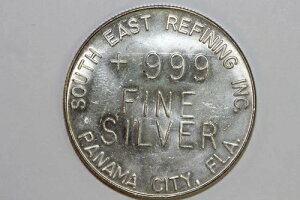 SOUTH EAST REFINING INC.
+ 999
FINE
SILVER
PANAMA CITY, FLA.